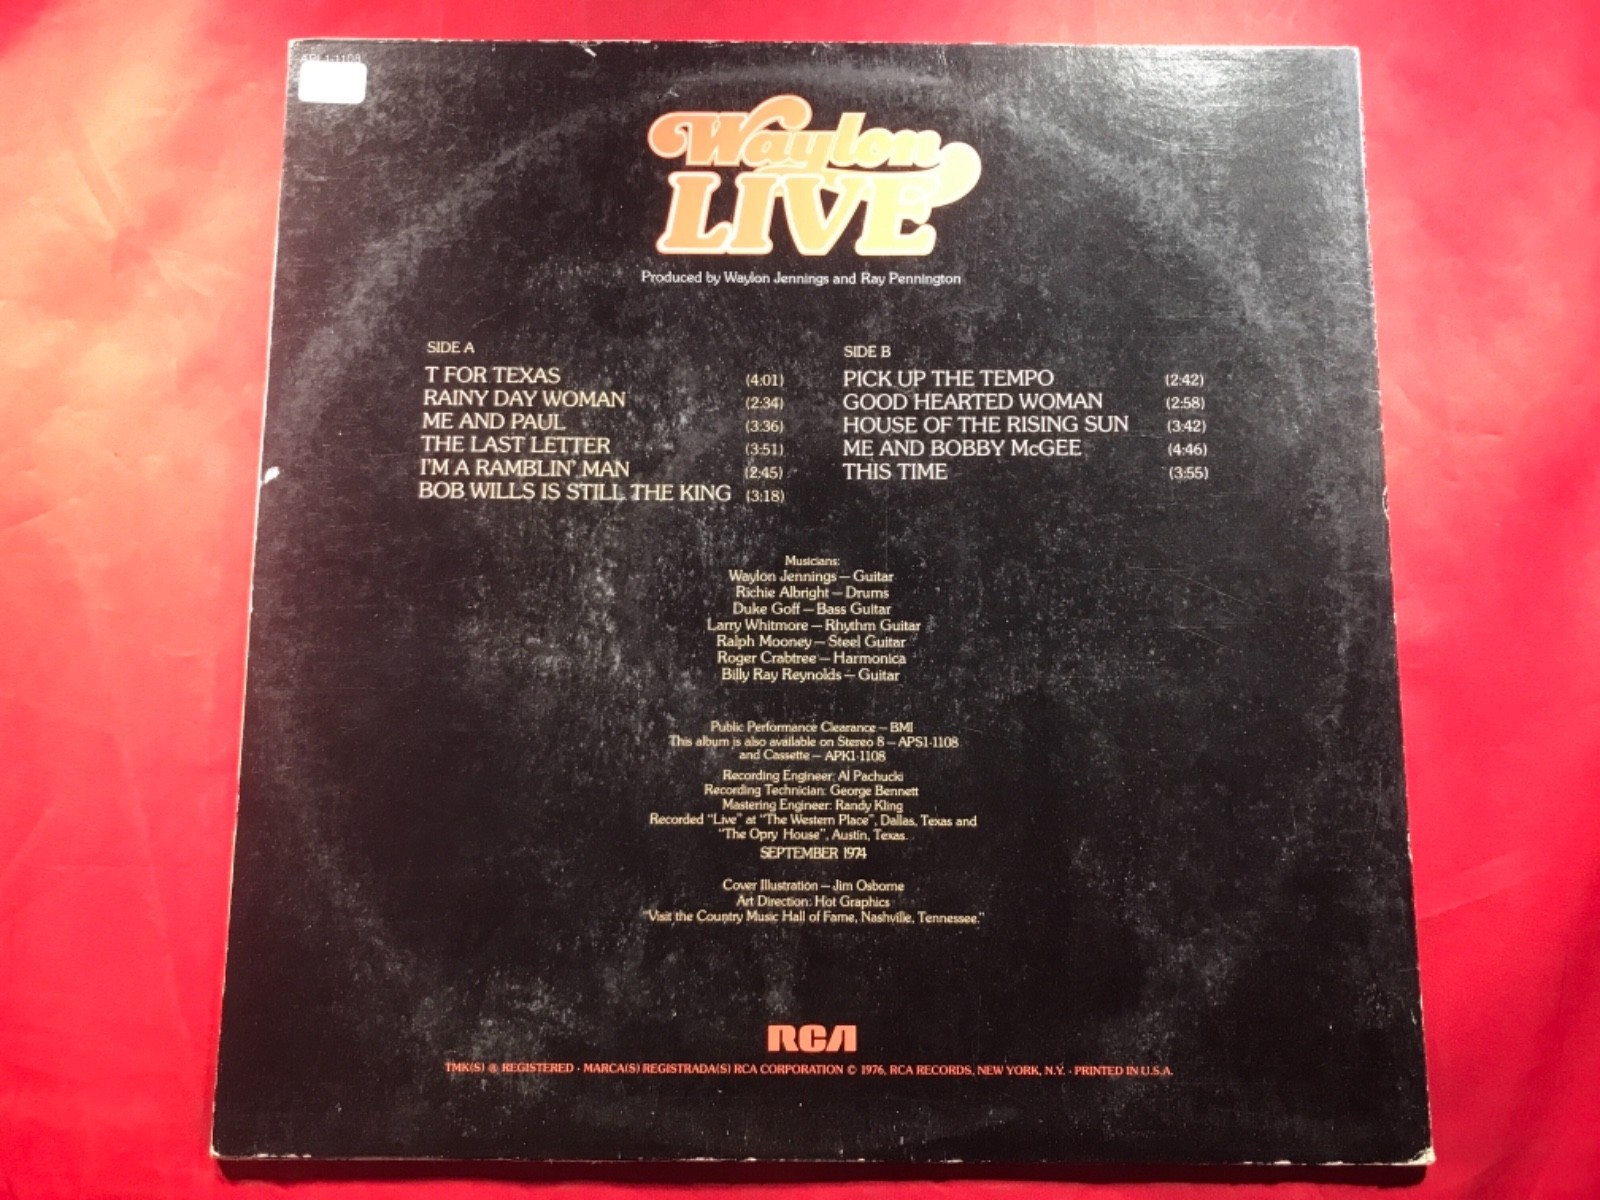 Waylon
LIVE
Produced by Waylon Jennings and Ray Pennington
SIDE A
T FOR TEXAS (4:01)
RAINY DAY WOMAN (2:34)
ME AND PAUL (3:36)
THE LAST LETTER (3:51)
I'M A RAMBLIN' MAN (2:45)
BOB WILLS IS STILL THE KING (3:18)
SIDE B
PICK UP THE TEMPO (2:42)
GOOD HEARTED WOMAN (2:58)
HOUSE OF THE RISING SUN (3:42)
ME AND BOBBY McGEE (4:46)
THIS TIME (3:55)
Musicians:
Waylon Jennings — Guitar
Richie Albright — Drums
Duke Goff — Bass Guitar
Larry Whitmore — Rhythm Guitar
Ralph Mooney — Steel Guitar
Roger Crabtree — Harmonica
Billy Ray Reynolds — Guitar
Public Performance Clearance — BMI
This album is also available on Stereo 8 — APS1-1108
and Cassette — APK1-1108
Recording Engineer: Al Pachucki
Recording Technician: George Bennett
Mastering Engineer: Randy Kling
Recorded "Live" at "The Western Place", Dallas, Texas and
"The Opry House", Austin, Texas.
SEPTEMBER 1974
Cover Illustration — Jim Osborne
Art Direction: Hot Graphics
"Visit the Country Music Hall of Fame, Nashville, Tennessee."
RCA
TMK(S) ® REGISTERED · MARCA(S) REGISTRADA(S) RCA CORPORATION © 1976, RCA RECORDS, NEW YORK, N.Y. · PRINTED IN U.S.A.